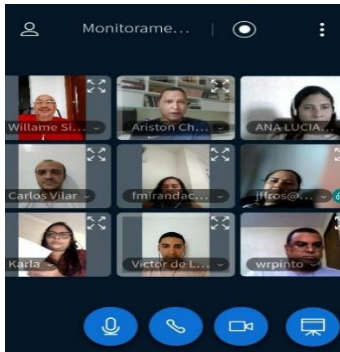 Monitorame...
Willame Si...
Ariston Ch...
ANA LUCIA...
Carlos Vilar
fmirandac...
jffros@...
Karla
Victor de L...
wrpinto